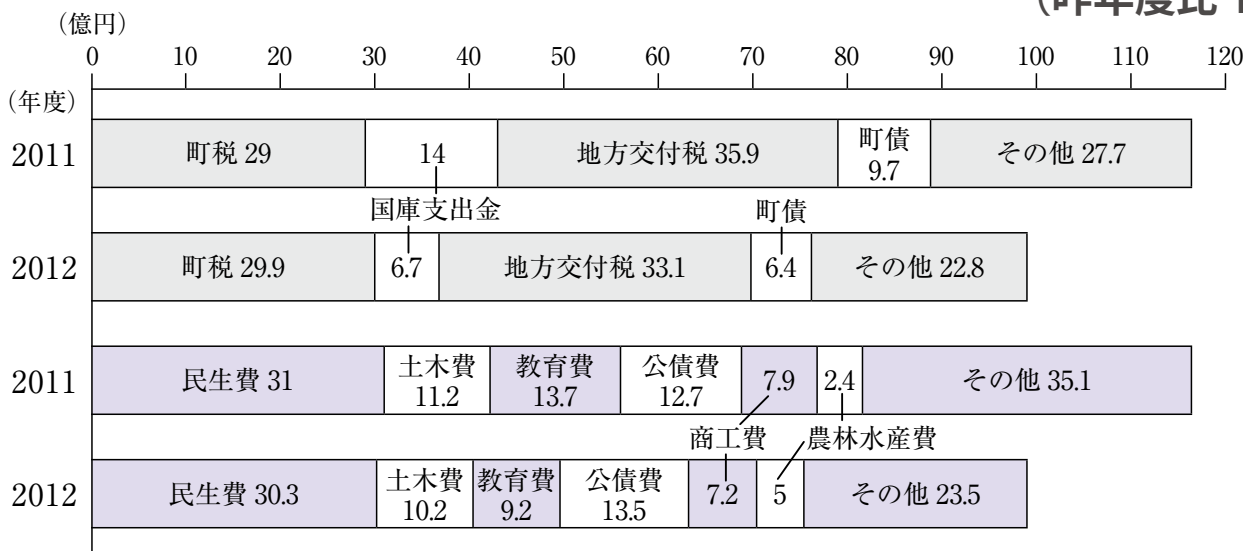 (昨年度比
(億円)
0 10 20 30 40 50 60 70 80 90 100 110 120
(年度)
2011 町税 29 14 地方交付税 35.9 町債 9.7 その他 27.7
国庫支出金 町債
2012 町税 29.9 6.7 地方交付税 33.1 6.4 その他 22.8
2011 民生費 31 土木費 11.2 教育費 13.7 公債費 12.7 7.9 2.4 その他 35.1
商工費 農林水産費
2012 民生費 30.3 土木費 10.2 教育費 9.2 公債費 13.5 7.2 5 その他 23.5